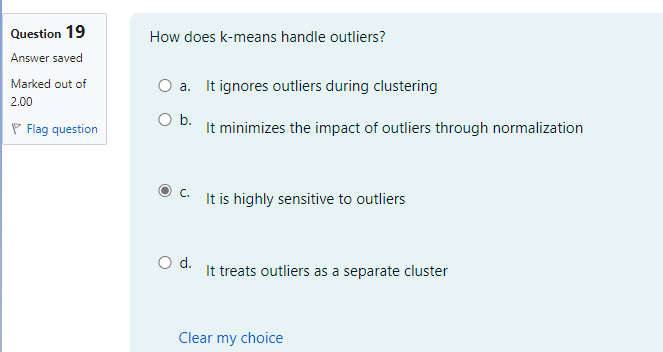 Question 19
Answer saved
Marked out of
2.00
Flag question
How does k-means handle outliers?
a. It ignores outliers during clustering
b. It minimizes the impact of outliers through normalization
c. It is highly sensitive to outliers
d. It treats outliers as a separate cluster
Clear my choice